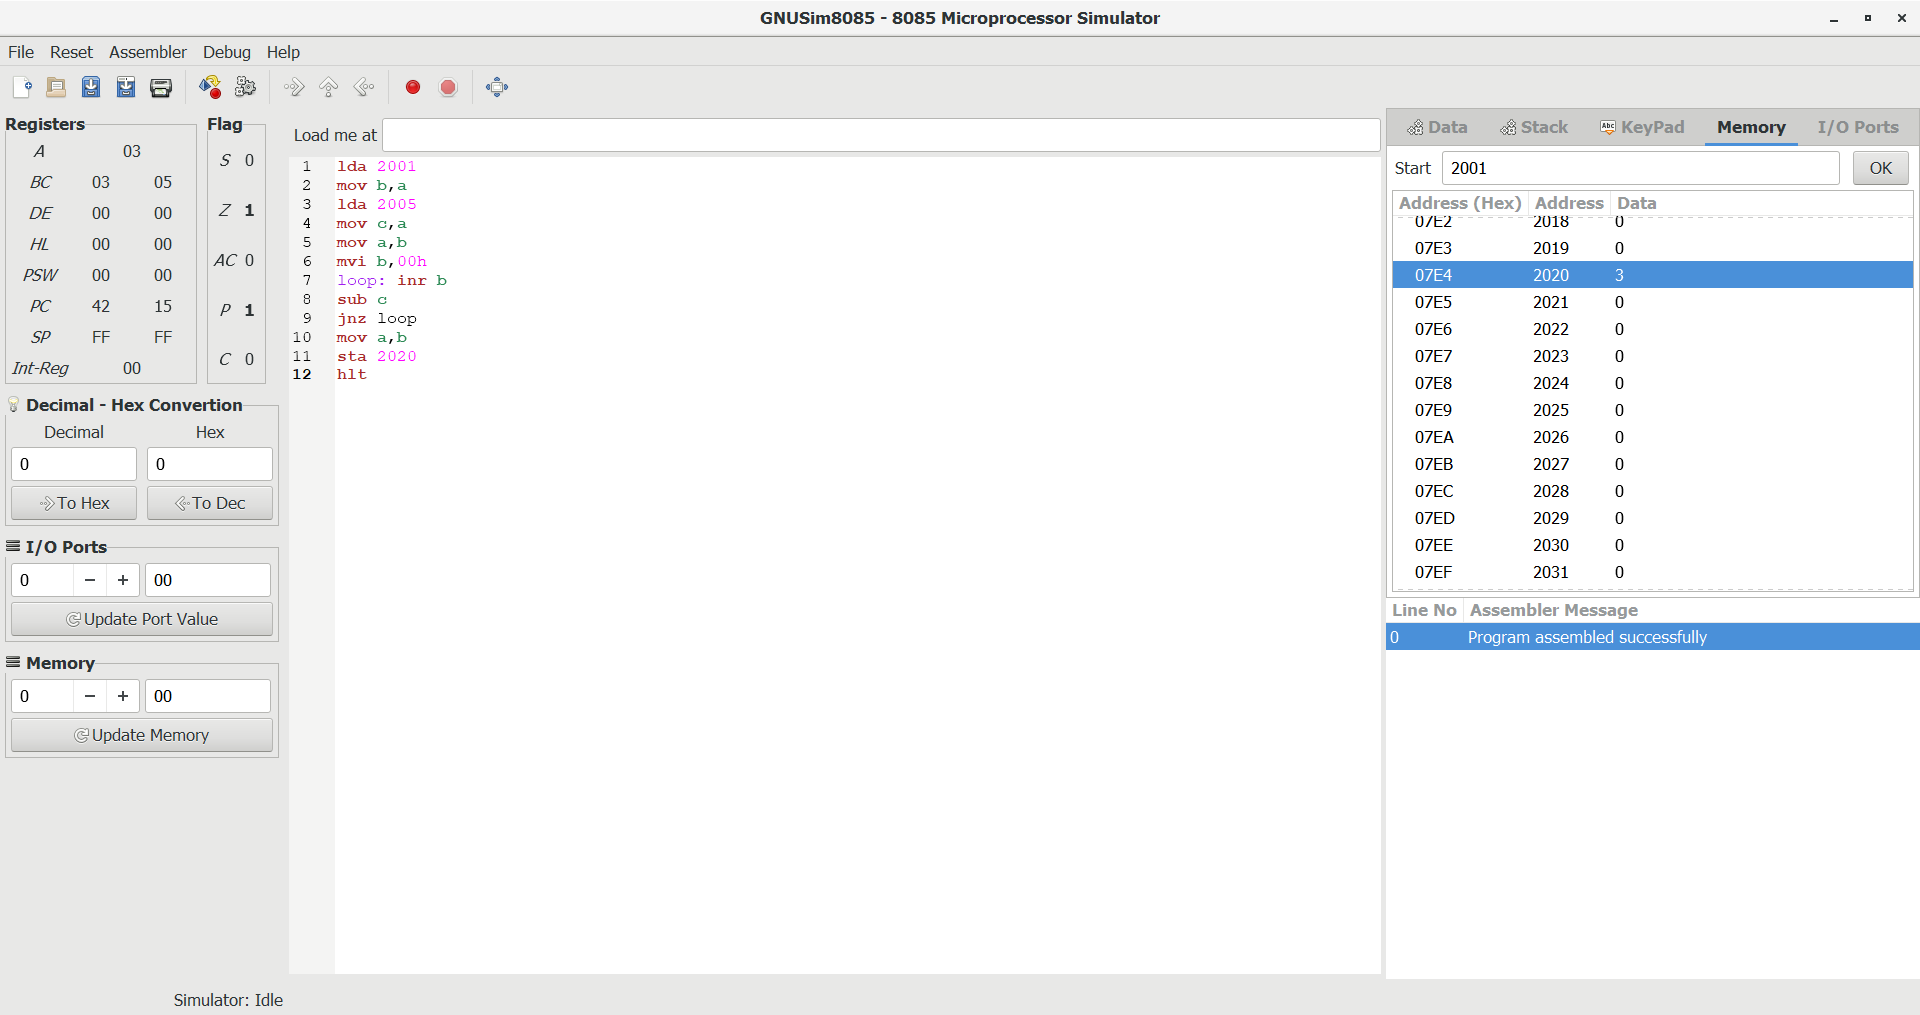 GNUSim8085 - 8085 Microprocessor Simulator
File Reset Assembler Debug Help
Registers
A 03
BC 03 05
DE 00 00
HL 00 00
PSW 00 00
PC 42 15
SP FF FF
Int-Reg 00
Flag
S 0
Z 1
AC 0
P 1
C 0
Decimal - Hex Convertion
Decimal Hex
0 0
To Hex To Dec
I/O Ports
0 − + 00
Update Port Value
Memory
0 − + 00
Update Memory
Load me at
1 lda 2001
2 mov b,a
3 lda 2005
4 mov c,a
5 mov a,b
6 mvi b,00h
7 loop: inr b
8 sub c
9 jnz loop
10 mov a,b
11 sta 2020
12 hlt
Data Stack Abc KeyPad Memory I/O Ports
Start 2001 OK
Address (Hex) Address Data
07E2 2018 0
07E3 2019 0
07E4 2020 3
07E5 2021 0
07E6 2022 0
07E7 2023 0
07E8 2024 0
07E9 2025 0
07EA 2026 0
07EB 2027 0
07EC 2028 0
07ED 2029 0
07EE 2030 0
07EF 2031 0
Line No Assembler Message
0 Program assembled successfully
Simulator: Idle